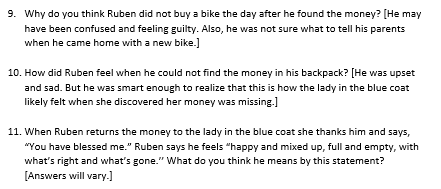 9. Why do you think Ruben did not buy a bike the day after he found the money? [He may
have been confused and feeling guilty. Also, he was not sure what to tell his parents
when he came home with a new bike.]
10. How did Ruben feel when he could not find the money in his backpack? [He was upset
and sad. But he was smart enough to realize that this is how the lady in the blue coat
likely felt when she discovered her money was missing.]
11. When Ruben returns the money to the lady in the blue coat she thanks him and says,
“You have blessed me.” Ruben says he feels “happy and mixed up, full and empty, with
what’s right and what’s gone.’’ What do you think he means by this statement?
[Answers will vary.]